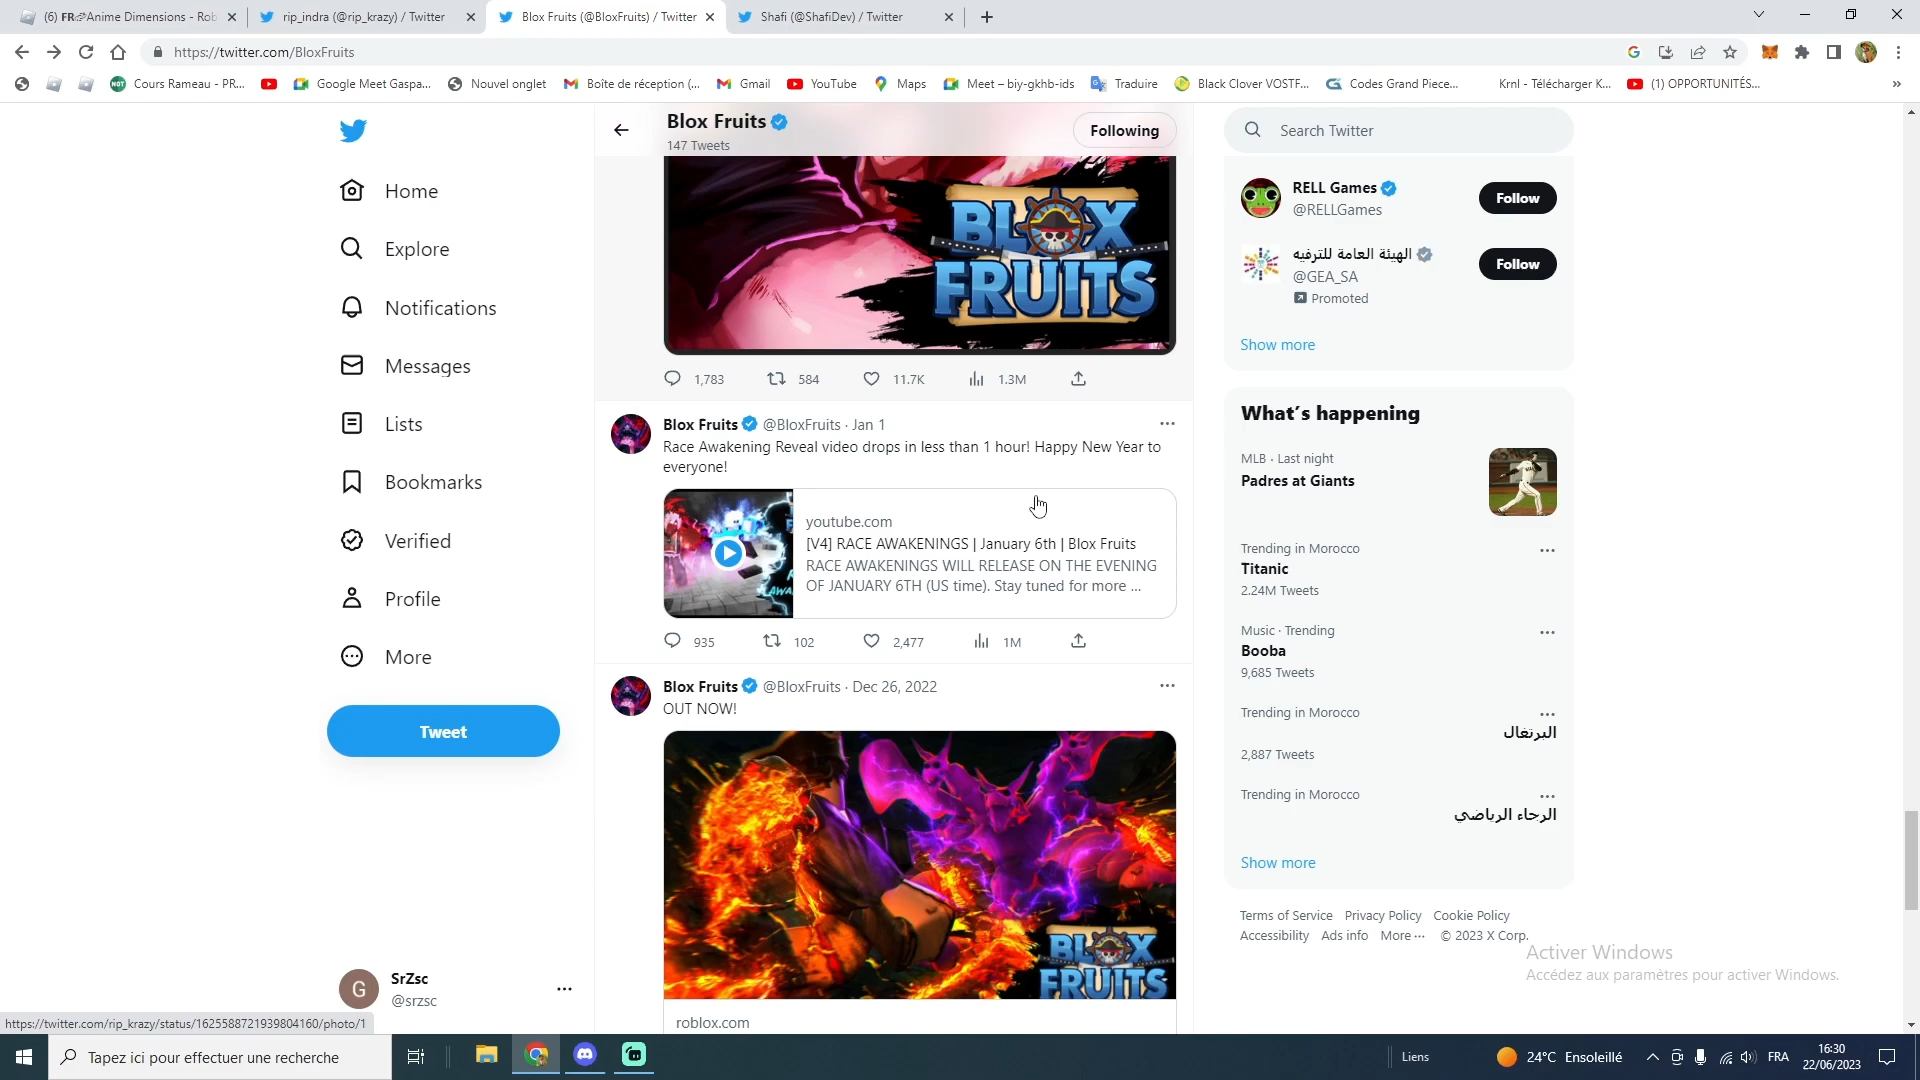 (6) FR Anime Dimensions - Rob
rip_indra (@rip_krazy) / Twitter
Blox Fruits (@BloxFruits) / Twitter
Shafi (@ShafiDev) / Twitter
https://twitter.com/BloxFruits
Cours Rameau - PR...
Google Meet Gaspa...
Nouvel onglet
Boîte de réception (...
Gmail
YouTube
Maps
Meet – biy-gkhb-ids
Traduire
Black Clover VOSTF...
Codes Grand Piece...
Krnl - Télécharger K...
(1) OPPORTUNITÉS...
»
Home
Explore
Notifications
Messages
Lists
Bookmarks
Verified
Profile
More
Tweet
G
SrZsc
@srzsc
Blox Fruits
147 Tweets
Following
BLOX
FRUITS
1,783
584
11.7K
1.3M
Blox Fruits @BloxFruits · Jan 1
Race Awakening Reveal video drops in less than 1 hour! Happy New Year to
everyone!
youtube.com
[V4] RACE AWAKENINGS | January 6th | Blox Fruits
RACE AWAKENINGS WILL RELEASE ON THE EVENING
OF JANUARY 6TH (US time). Stay tuned for more ...
935
102
2,477
1M
Blox Fruits @BloxFruits · Dec 26, 2022
OUT NOW!
BLOX
FRUITS
roblox.com
Search Twitter
RELL Games
@RELLGames
Follow
الهيئة العامة للترفيه
@GEA_SA
Promoted
Follow
Show more
What's happening
MLB · Last night
Padres at Giants
Trending in Morocco
Titanic
2.24M Tweets
Music · Trending
Booba
9,685 Tweets
Trending in Morocco
البرتغال
2,887 Tweets
Trending in Morocco
الرجاء الرياضي
Show more
Terms of Service Privacy Policy Cookie Policy
Accessibility Ads info More ··· © 2023 X Corp.
Activer Windows
Accédez aux paramètres pour activer Windows.
https://twitter.com/rip_krazy/status/1625588721939804160/photo/1
Tapez ici pour effectuer une recherche
Liens
24°C Ensoleillé
FRA
16:30
22/06/2023